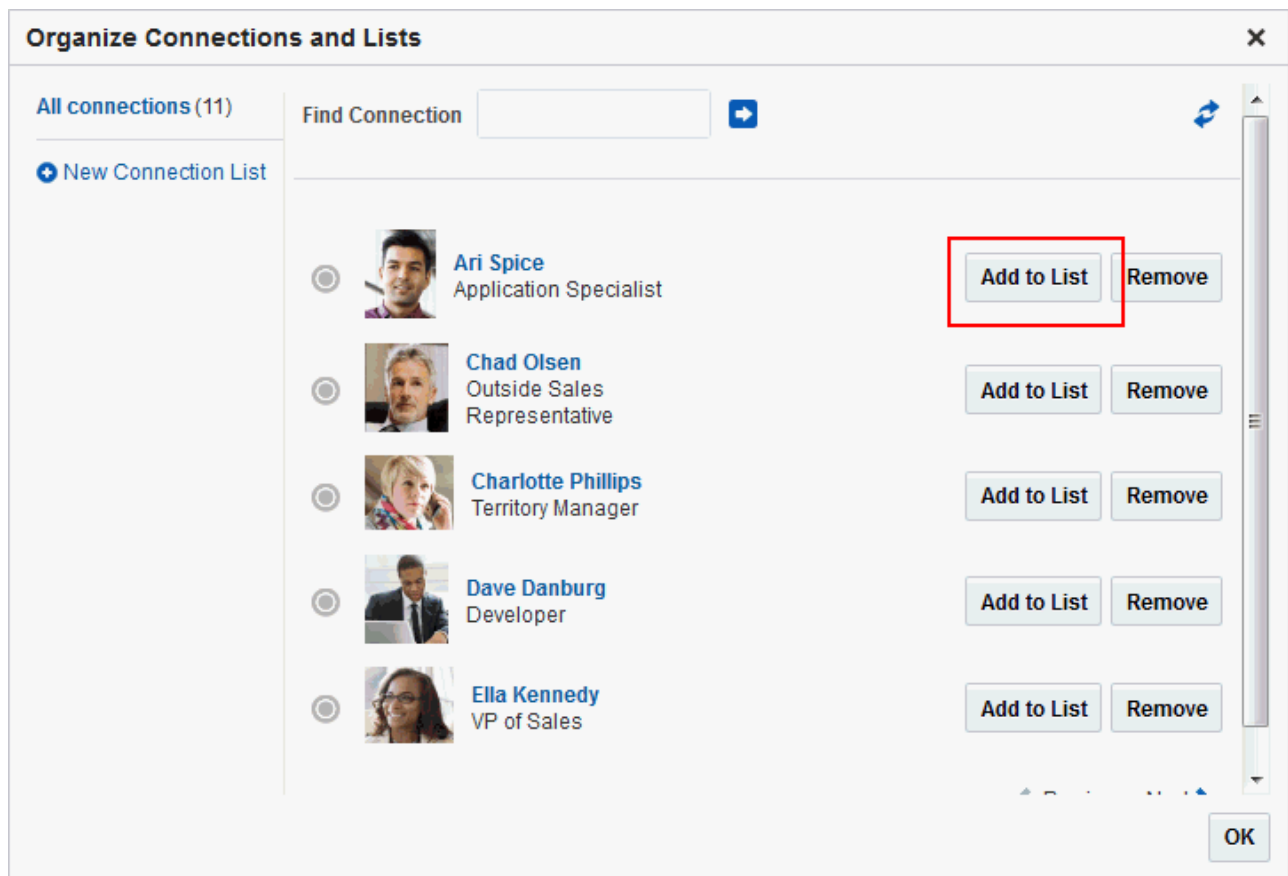 Organize Connections and Lists
All connections (11)
Find Connection
New Connection List
Ari Spice
Application Specialist
Add to List
Remove
Chad Olsen
Outside Sales
Representative
Add to List
Remove
Charlotte Phillips
Territory Manager
Add to List
Remove
Dave Danburg
Developer
Add to List
Remove
Ella Kennedy
VP of Sales
Add to List
Remove
OK